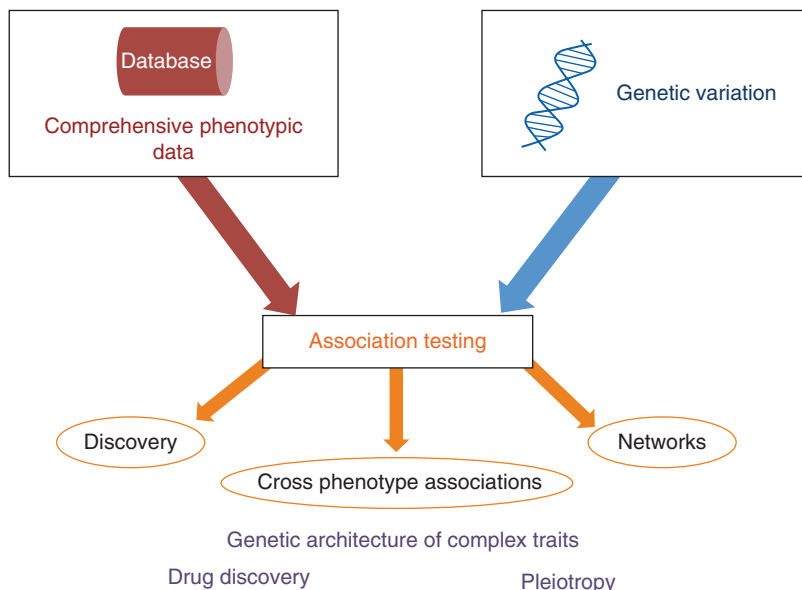 Database
Comprehensive phenotypic
data
Genetic variation
Association testing
Discovery
Networks
Cross phenotype associations
Genetic architecture of complex traits
Drug discovery
Pleiotropy